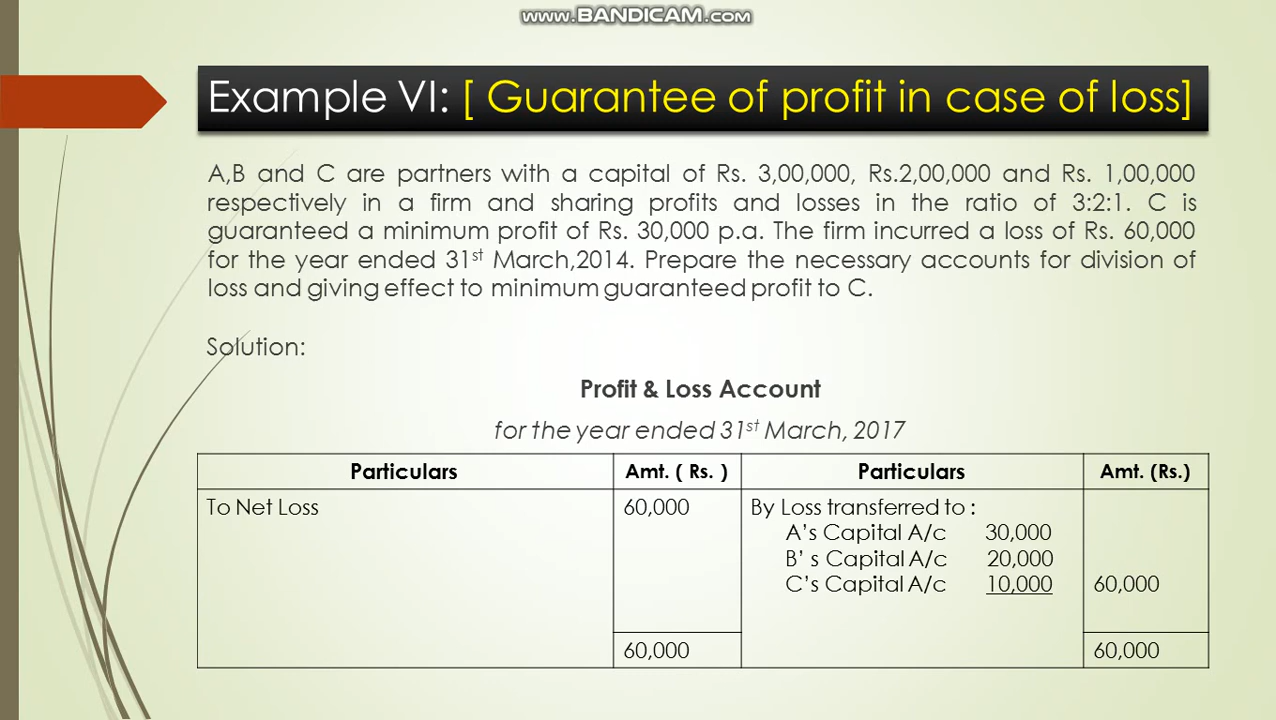 www.BANDICAM.com
Example VI: [ Guarantee of profit in case of loss]
A,B and C are partners with a capital of Rs. 3,00,000, Rs.2,00,000 and Rs. 1,00,000
respectively in a firm and sharing profits and losses in the ratio of 3:2:1. C is
guaranteed a minimum profit of Rs. 30,000 p.a. The firm incurred a loss of Rs. 60,000
for the year ended 31st March,2014. Prepare the necessary accounts for division of
loss and giving effect to minimum guaranteed profit to C.
Solution:
Profit & Loss Account
for the year ended 31st March, 2017
Particulars Amt. ( Rs. ) Particulars Amt. (Rs.)
To Net Loss 60,000 By Loss transferred to :
A’s Capital A/c 30,000
B’ s Capital A/c 20,000
C’s Capital A/c 10,000 60,000
60,000 60,000